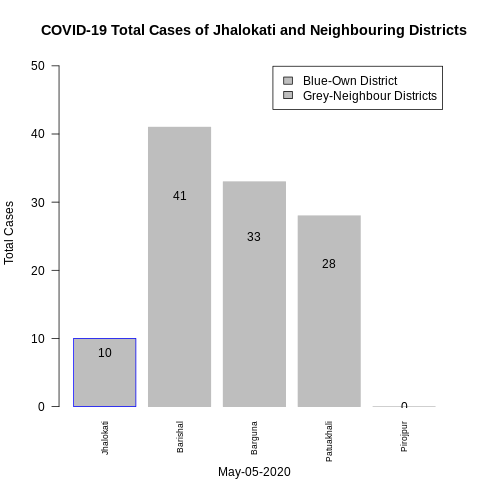 COVID-19 Total Cases of Jhalokati and Neighbouring Districts
Blue-Own District
Grey-Neighbour Districts
Total Cases
50
40
30
20
10
0
10
41
33
28
0
Jhalokati
Barishal
Barguna
Patuakhali
Pirojpur
May-05-2020